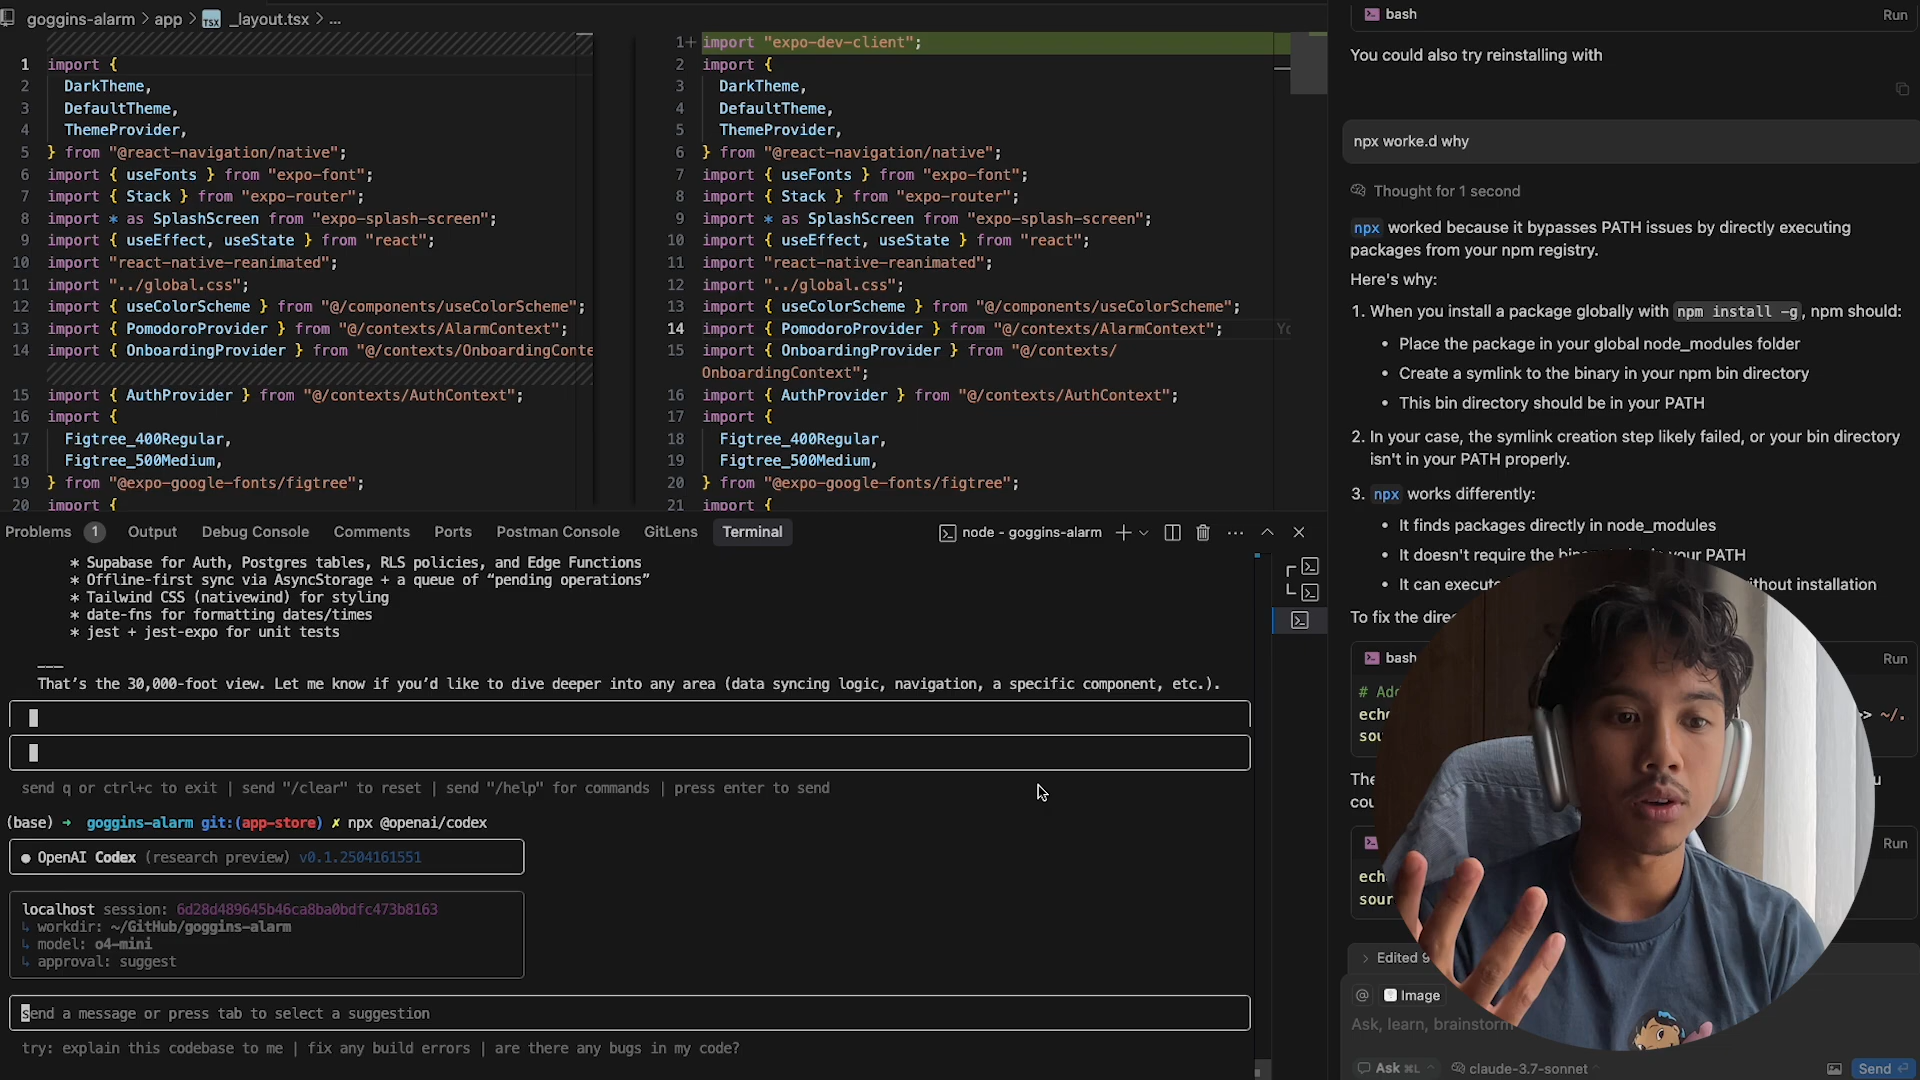 goggins-alarm > app > _layout.tsx > ...
1 import {
2 DarkTheme,
3 DefaultTheme,
4 ThemeProvider,
5 } from "@react-navigation/native";
6 import { useFonts } from "expo-font";
7 import { Stack } from "expo-router";
8 import * as SplashScreen from "expo-splash-screen";
9 import { useEffect, useState } from "react";
10 import "react-native-reanimated";
11 import "../global.css";
12 import { useColorScheme } from "@/components/useColorScheme";
13 import { PomodoroProvider } from "@/contexts/AlarmContext";
14 import { OnboardingProvider } from "@/contexts/OnboardingConte
15 import { AuthProvider } from "@/contexts/AuthContext";
16 import {
17 Figtree_400Regular,
18 Figtree_500Medium,
19 } from "@expo-google-fonts/figtree";
20 import {
1+ import "expo-dev-client";
2 import {
3 DarkTheme,
4 DefaultTheme,
5 ThemeProvider,
6 } from "@react-navigation/native";
7 import { useFonts } from "expo-font";
8 import { Stack } from "expo-router";
9 import * as SplashScreen from "expo-splash-screen";
10 import { useEffect, useState } from "react";
11 import "react-native-reanimated";
12 import "../global.css";
13 import { useColorScheme } from "@/components/useColorScheme";
14 import { PomodoroProvider } from "@/contexts/AlarmContext";
15 import { OnboardingProvider } from "@/contexts/
OnboardingContext";
16 import { AuthProvider } from "@/contexts/AuthContext";
17 import {
18 Figtree_400Regular,
19 Figtree_500Medium,
20 } from "@expo-google-fonts/figtree";
21 import {
Problems 1 Output Debug Console Comments Ports Postman Console GitLens Terminal node - goggins-alarm
* Supabase for Auth, Postgres tables, RLS policies, and Edge Functions
* Offline-first sync via AsyncStorage + a queue of “pending operations”
* Tailwind CSS (nativewind) for styling
* date-fns for formatting dates/times
* jest + jest-expo for unit tests
———
That’s the 30,000-foot view. Let me know if you’d like to dive deeper into any area (data syncing logic, navigation, a specific component, etc.).
send q or ctrl+c to exit | send "/clear" to reset | send "/help" for commands | press enter to send
(base) → goggins-alarm git:(app-store) ✗ npx @openai/codex
● OpenAI Codex (research preview) v0.1.2504161551
localhost session: 6d28d489645b46ca8ba0bdfc473b8163
↳ workdir: ~/GitHub/goggins-alarm
↳ model: o4-mini
↳ approval: suggest
send a message or press tab to select a suggestion
try: explain this codebase to me | fix any build errors | are there any bugs in my code?
bash Run
You could also try reinstalling with
npx worke.d why
Thought for 1 second
npx worked because it bypasses PATH issues by directly executing
packages from your npm registry.
Here's why:
1. When you install a package globally with npm install -g, npm should:
• Place the package in your global node_modules folder
• Create a symlink to the binary in your npm bin directory
• This bin directory should be in your PATH
2. In your case, the symlink creation step likely failed, or your bin directory
isn't in your PATH properly.
3. npx works differently:
• It finds packages directly in node_modules
• It doesn't require the your PATH
• It can execute without installation
To fix the
bash Run
# 
>> ~/.
Run
> Edited
@ Image
Ask, learn, brainstorm
Ask ⌘L claude-3.7-sonnet Send